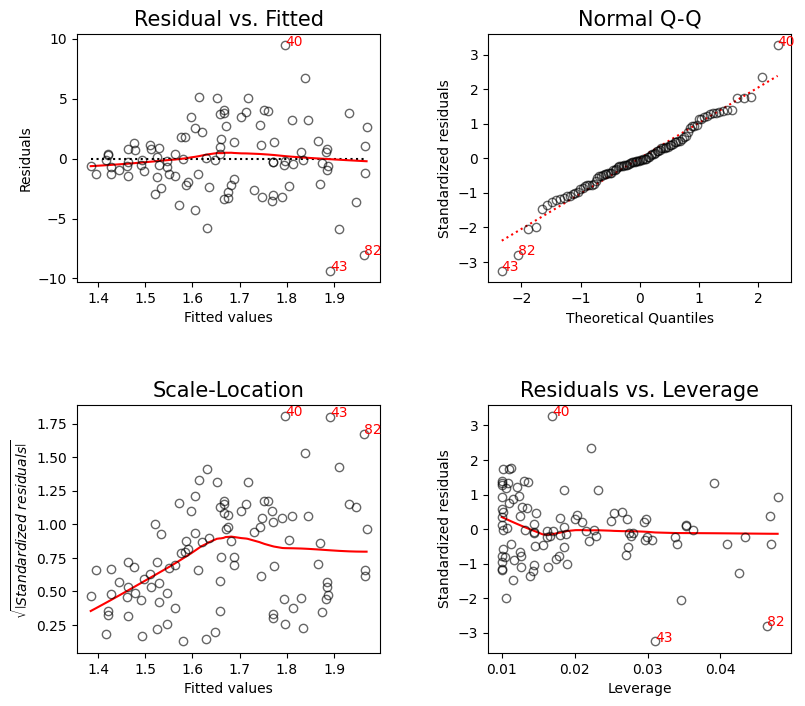 Residual vs. Fitted
Normal Q-Q
10
5
0
−5
−10
Residuals
40
82
43
1.4 1.5 1.6 1.7 1.8 1.9
Fitted values
3
2
1
0
−1
−2
−3
Standardized residuals
40
82
43
−2 −1 0 1 2
Theoretical Quantiles
Scale-Location
Residuals vs. Leverage
1.75
1.50
1.25
1.00
0.75
0.50
0.25
√|Standardized residuals|
40
43
82
1.4 1.5 1.6 1.7 1.8 1.9
Fitted values
3
2
1
0
−1
−2
−3
Standardized residuals
40
82
43
0.01 0.02 0.03 0.04
Leverage